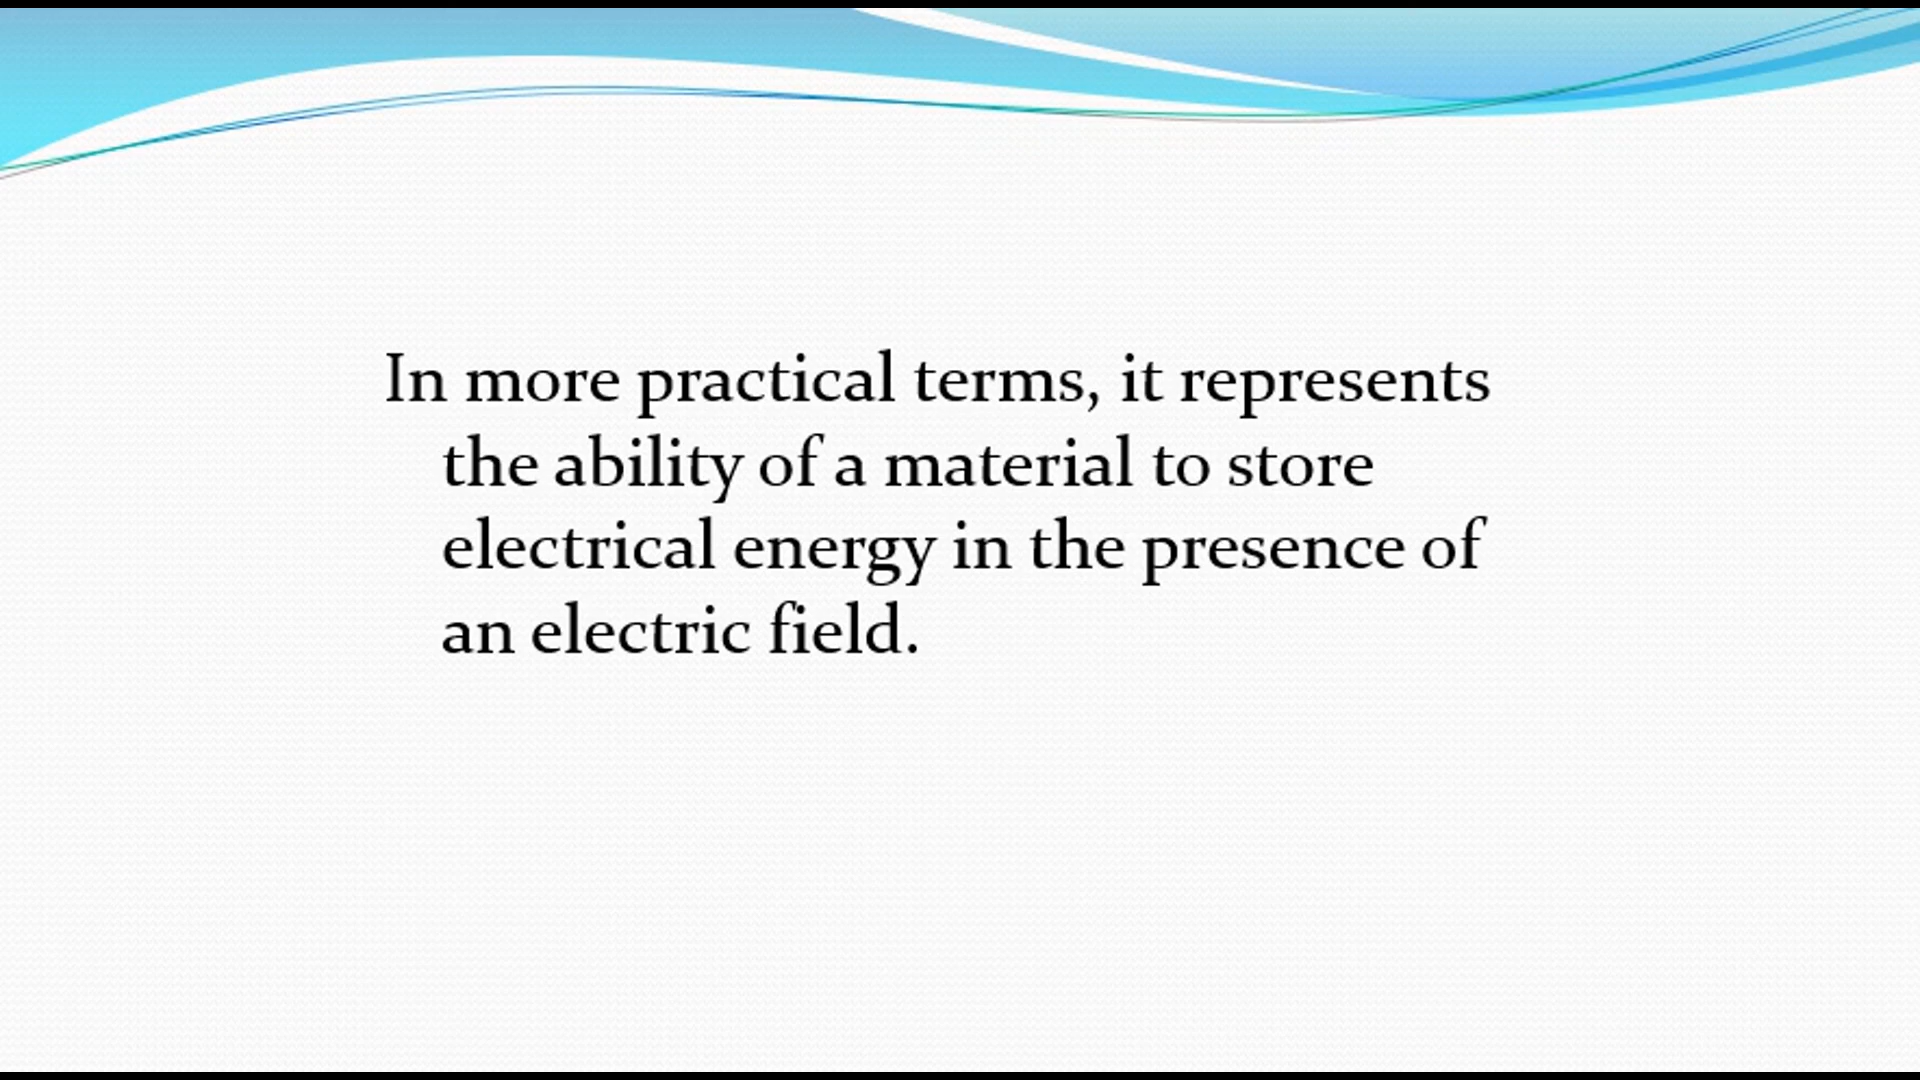 In more practical terms, it represents
the ability of a material to store
electrical energy in the presence of
an electric field.